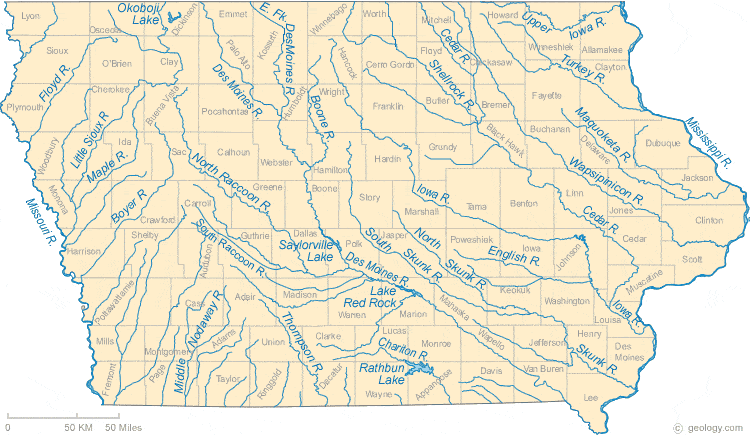 Lyon
Osceola
Okoboji
Lake
Dickinson
Emmet
E. Fk. DesMoines R.
Winnebago
Worth
Mitchell
Howard
Upper Iowa R.
Winneshiek
Allamakee
Sioux
O'Brien
Clay
Palo Alto
Kossuth
Hancock
Cerro Gordo
Floyd
Cedar R.
Chickasaw
Clayton
Turkey R.
Floyd R.
Plymouth
Cherokee
Buena Vista
Pocahontas
Des Moines R.
Humboldt
Wright
Boone R.
Franklin
Shellrock R.
Butler
Bremer
Fayette
Mississippi R.
Woodbury
Little Sioux R
Ida
Maple R.
Sac
Calhoun
Webster
Hamilton
Hardin
Grundy
Black Hawk
Buchanan
Maquoketa R.
Delaware
Dubuque
Monona
Missouri R.
Boyer R.
Crawford
Carroll
North Raccoon R.
Greene
Boone
Story
Iowa R.
Marshall
Tama
Benton
Linn
Wapsipinicon R.
Jones
Jackson
Clinton
Harrison
Shelby
Audubon
South Raccoon R.
Guthrie
Dallas
Saylorville
Lake
Polk
Jasper
South Skunk R.
North Skunk R.
Poweshiek
Iowa
English R.
Johnson
Cedar R.
Cedar
Scott
Muscatine
Pottawattamie
Cass
Adair
Madison
Des Moines R.
Lake
Red Rock
Warren
Marion
Mahaska
Keokuk
Washington
Louisa
Iowa R.
Mills
Montgomery
Nodaway R
Middle
Adams
Union
Thompson R.
Clarke
Lucas
Monroe
Wapello
Jefferson
Henry
Des
Moines
Skunk R.
Fremont
Page
Taylor
Ringgold
Decatur
Chariton R.
Rathbun
Lake
Wayne
Appanoose
Davis
Van Buren
Lee
0 50 KM 50 Miles
© geology.com